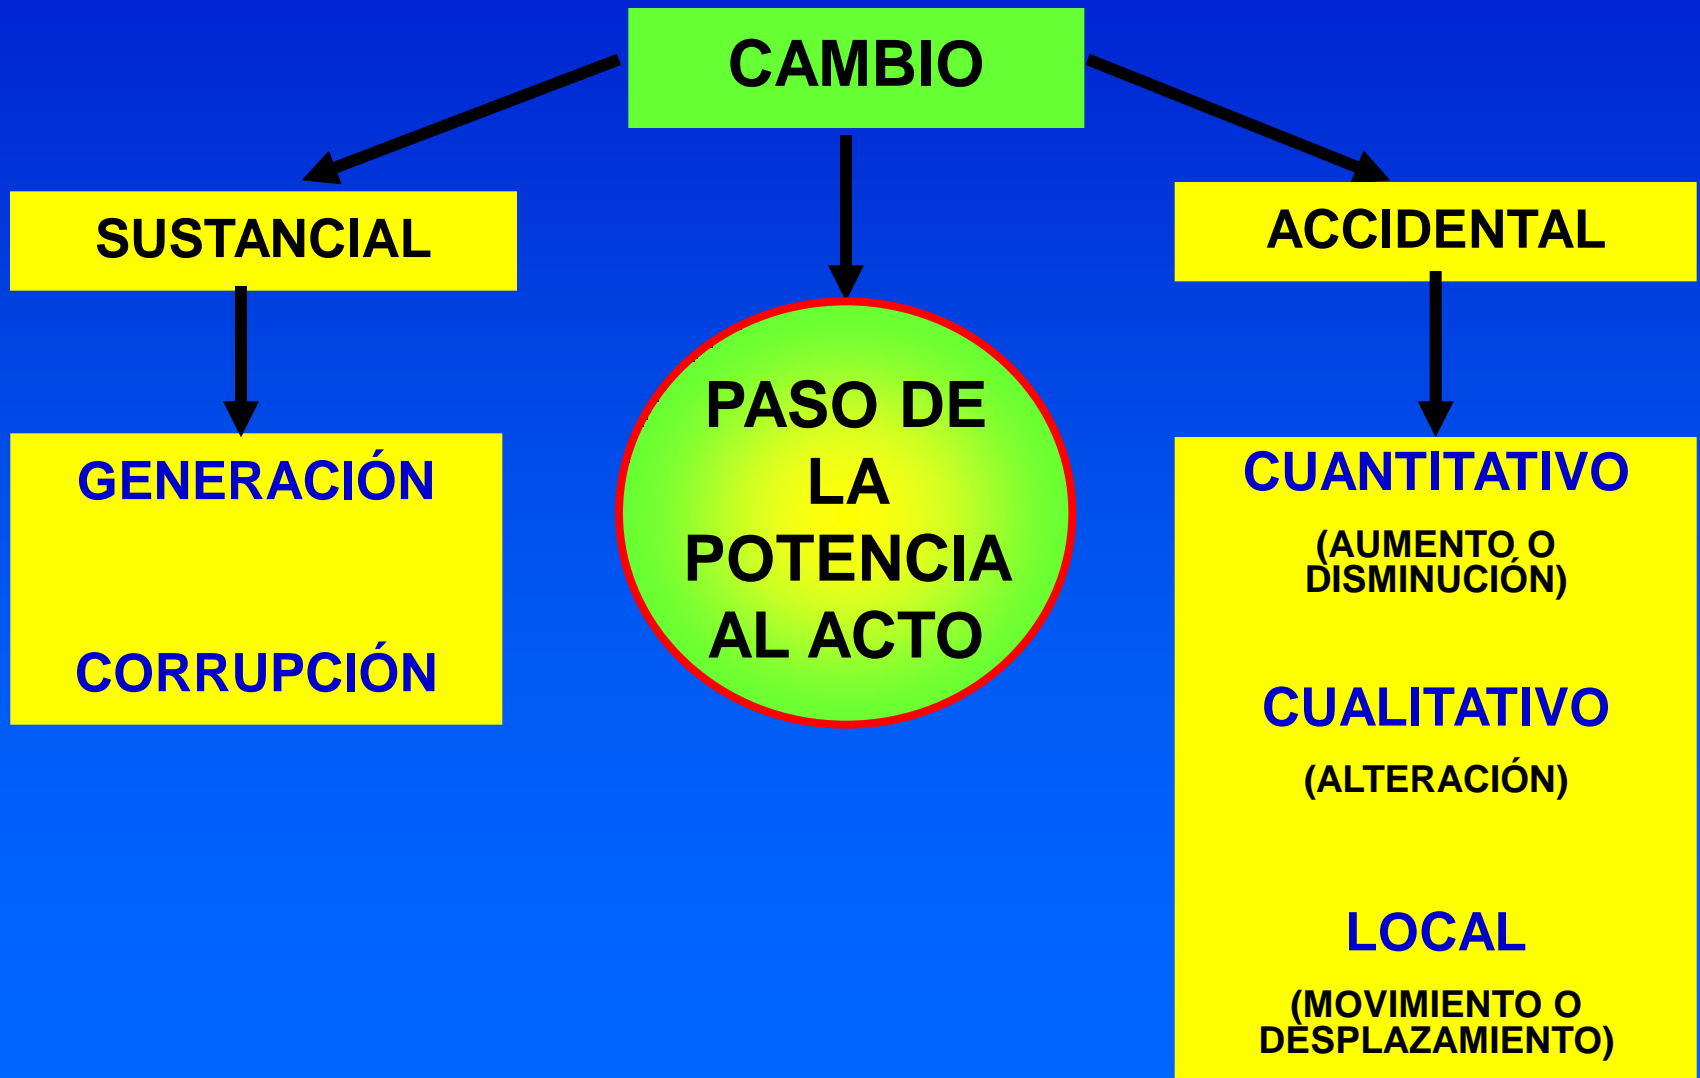 CAMBIO
SUSTANCIAL
ACCIDENTAL
GENERACIÓN
CORRUPCIÓN
PASO DE
LA
POTENCIA
AL ACTO
CUANTITATIVO
(AUMENTO O
DISMINUCIÓN)
CUALITATIVO
(ALTERACIÓN)
LOCAL
(MOVIMIENTO O
DESPLAZAMIENTO)